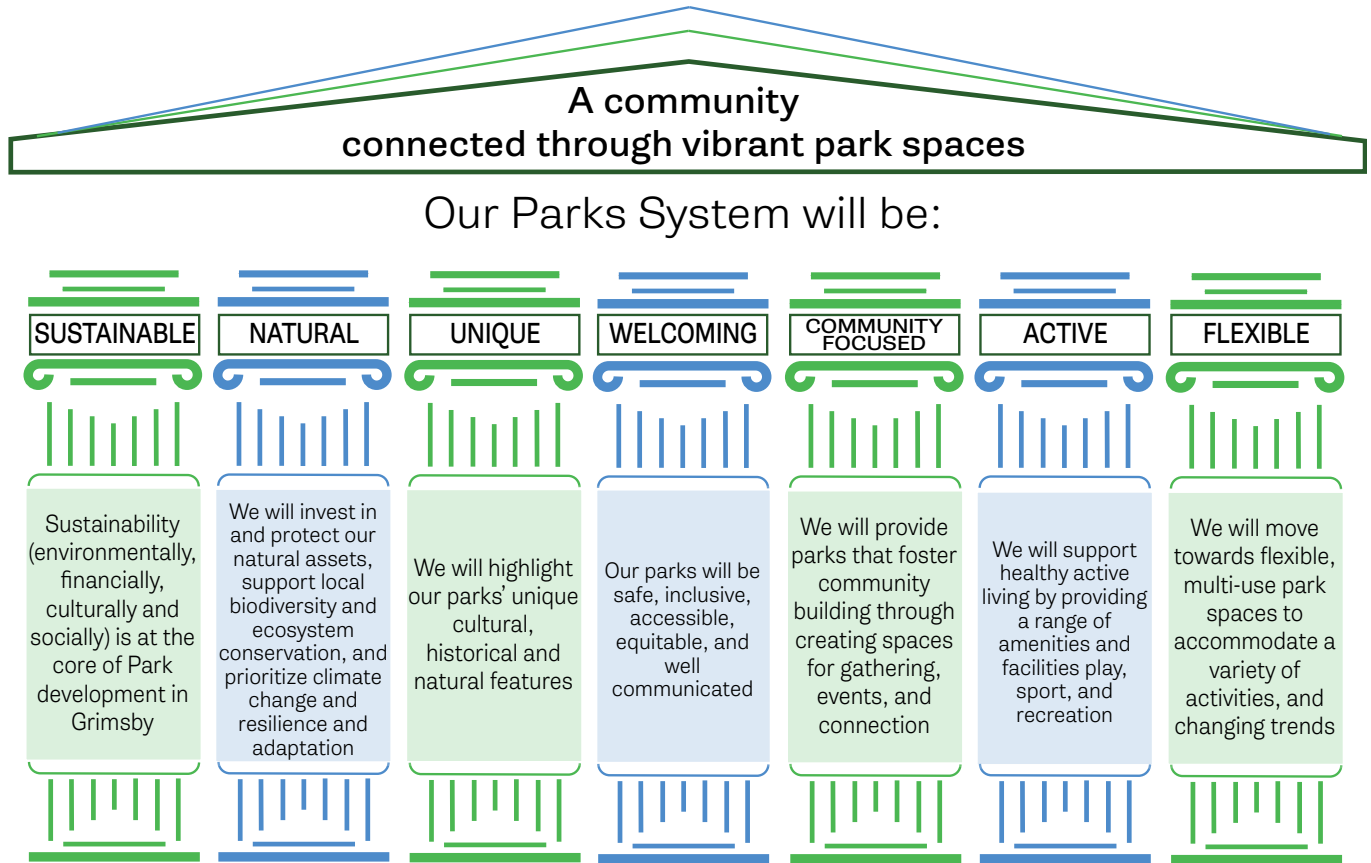 A community
connected through vibrant park spaces
Our Parks System will be:
SUSTAINABLE
Sustainability
(environmentally,
financially,
culturally and
socially) is at the
core of Park
development in
Grimsby
NATURAL
We will invest in
and protect our
natural assets,
support local
biodiversity and
ecosystem
conservation, and
prioritize climate
change and
resilience and
adaptation
UNIQUE
We will highlight
our parks’ unique
cultural,
historical and
natural features
WELCOMING
Our parks will be
safe, inclusive,
accessible,
equitable, and
well
communicated
COMMUNITY
FOCUSED
We will provide
parks that foster
community
building through
creating spaces
for gathering,
events, and
connection
ACTIVE
We will support
healthy active
living by providing
a range of
amenities and
facilities play,
sport, and
recreation
FLEXIBLE
We will move
towards flexible,
multi-use park
spaces to
accommodate a
variety of
activities, and
changing trends